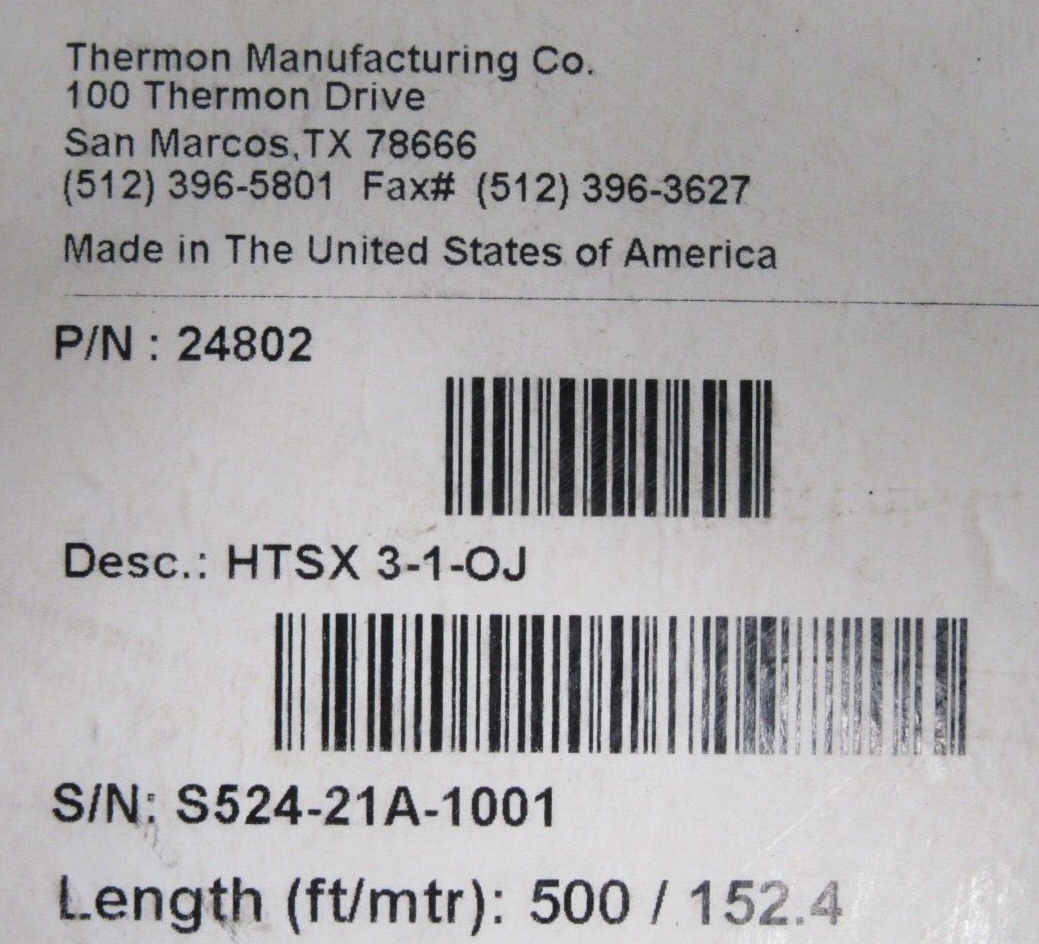 Thermon Manufacturing Co.
100 Thermon Drive
San Marcos,TX 78666
(512) 396-5801 Fax# (512) 396-3627
Made in The United States of America
P/N : 24802
Desc.: HTSX 3-1-OJ
S/N: S524-21A-1001
Length (ft/mtr): 500 / 152.4